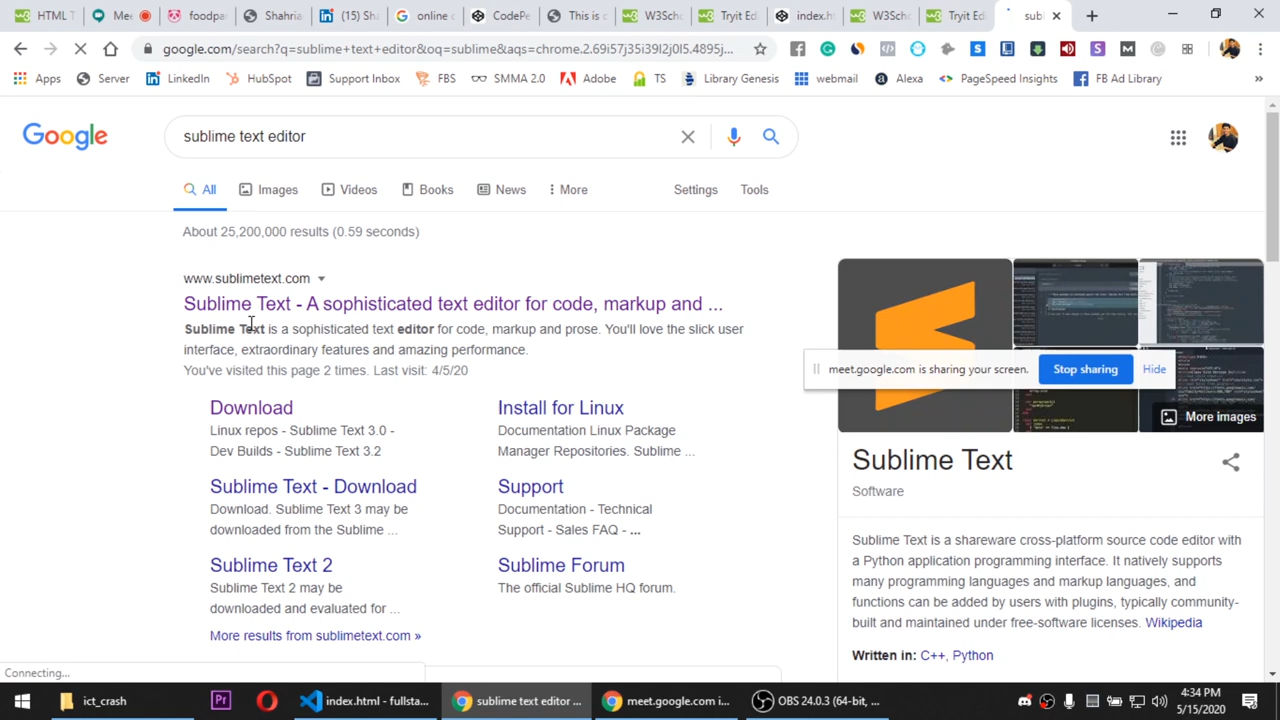 HTML T
Mee
foodpa
Shahria
(15) Sha
online c
CodePe
This is c
W3Scho
Tryit Ed
index.ht
W3Scho
Tryit Ed
subl
google.com/search?q=sublime+text+editor&oq=sublime&aqs=chrome.2.69i57j35i39l2j0l5.4895j...
Apps Server LinkedIn HubSpot Support Inbox FBS SMMA 2.0 Adobe TS Library Genesis webmail Alexa PageSpeed Insights FB Ad Library »
Google
sublime text editor
All Images Videos Books News More Settings Tools
About 25,200,000 results (0.59 seconds)
www.sublimetext.com
Sublime Text - A sophisticated text editor for code, markup and ...
Sublime Text is a sophisticated text editor for code, markup and prose. You'll love the slick user
interface, extraordinary features and amazing performance.
You've visited this page 2 times. Last visit: 4/5/20
Download
Linux repos - Sublime Text 3.0 -
Dev Builds - Sublime Text 3.2
Install for Linux
Documentation Linux Package
Manager Repositories. Sublime ...
Sublime Text - Download
Download. Sublime Text 3 may be
downloaded from the Sublime ...
Support
Documentation - Technical
Support - Sales FAQ - ...
Sublime Text 2
Sublime Text 2 may be
downloaded and evaluated for ...
Sublime Forum
The official Sublime HQ forum.
More results from sublimetext.com »
meet.google.com is sharing your screen. Stop sharing Hide
More images
Sublime Text
Software
Sublime Text is a shareware cross-platform source code editor with
a Python application programming interface. It natively supports
many programming languages and markup languages, and
functions can be added by users with plugins, typically community-
built and maintained under free-software licenses. Wikipedia
Written in: C++, Python
Connecting...
ict_crash
Pr
index.html - fullsta...
sublime text editor ...
meet.google.com i...
OBS 24.0.3 (64-bit, ...
4:34 PM
5/15/2020